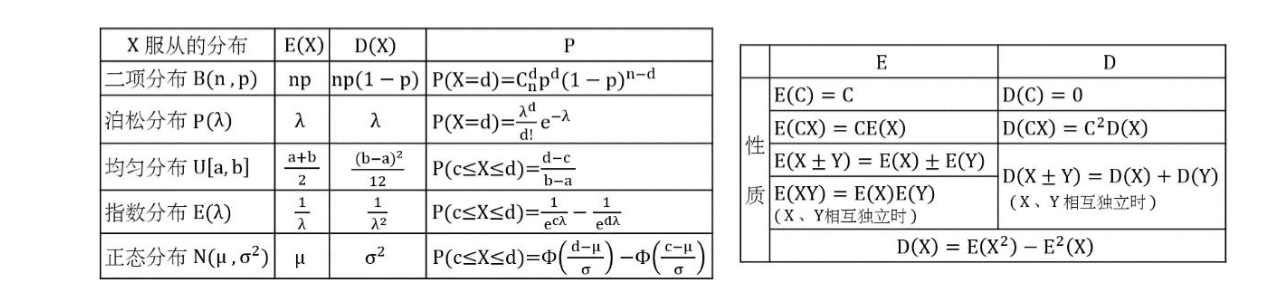 X 服从的分布 E(X) D(X) P
二项分布 B(n , p) np np(1 − p) P(X=d)=Cₙᵈpᵈ(1 − p)ⁿ⁻ᵈ
泊松分布 P(λ) λ λ P(X=d)=λᵈ/d! e⁻λ
均匀分布 U[a, b] a+b/2 (b−a)²/12 P(c≤X≤d)=d−c/b−a
指数分布 E(λ) 1/λ 1/λ² P(c≤X≤d)=1/e^cλ − 1/e^dλ
正态分布 N(μ , σ²) μ σ² P(c≤X≤d)=Φ(d−μ/σ) −Φ(c−μ/σ)
E D
性质
E(C) = C D(C) = 0
E(CX) = CE(X) D(CX) = C²D(X)
E(X ± Y) = E(X) ± E(Y)
E(XY) = E(X)E(Y)
(X 、Y相互独立时)
D(X ± Y) = D(X) + D(Y)
(X 、Y 相互独立时)
D(X) = E(X²) − E²(X)